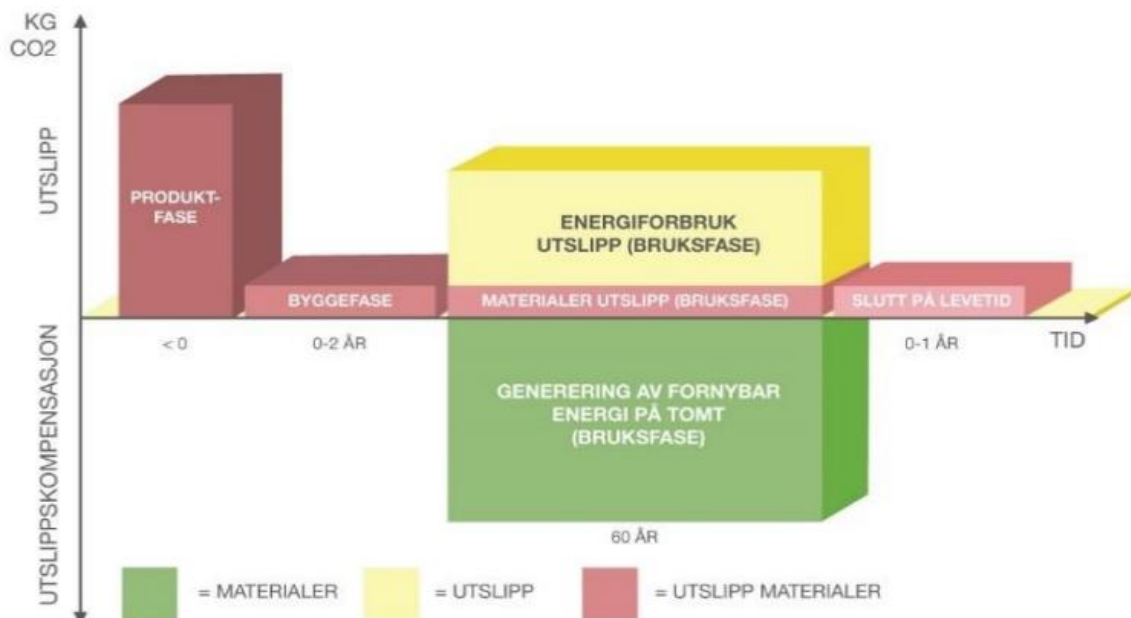 KG
CO2
UTSLIPP
PRODUKT-
FASE
BYGGEFASE
ENERGIFORBRUK
UTSLIPP (BRUKSFASE)
MATERIALER UTSLIPP (BRUKSFASE)
SLUTT PÅ LEVETID
< 0
0-2 ÅR
0-1 ÅR
TID
GENERERING AV FORNYBAR
ENERGI PÅ TOMT
(BRUKSFASE)
60 ÅR
UTSLIPPSKOMPENSASJON
= MATERIALER
= UTSLIPP
= UTSLIPP MATERIALER